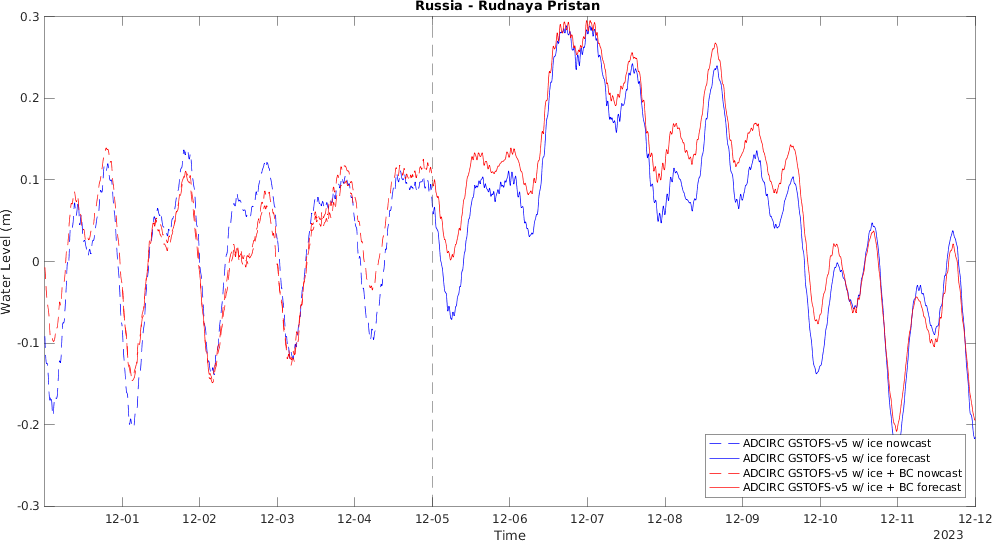 Russia - Rudnaya Pristan
0.3
0.2
0.1
0
-0.1
-0.2
-0.3
Water Level (m)
ADCIRC GSTOFS-v5 w/ ice nowcast
ADCIRC GSTOFS-v5 w/ ice forecast
ADCIRC GSTOFS-v5 w/ ice + BC nowcast
ADCIRC GSTOFS-v5 w/ ice + BC forecast
12-01 12-02 12-03 12-04 12-05 12-06 12-07 12-08 12-09 12-10 12-11 12-12
Time
2023